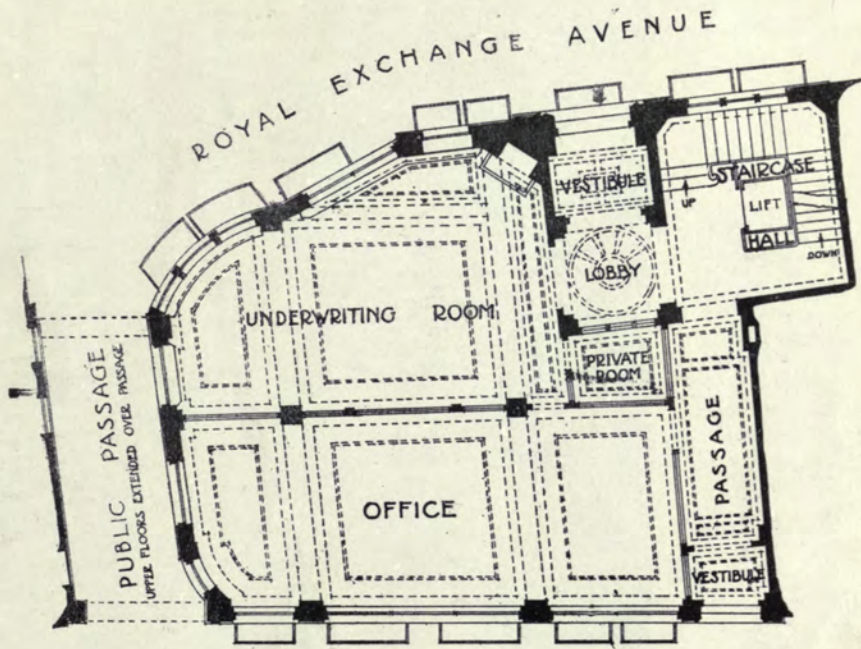 ROYAL EXCHANGE AVENUE
VESTIBULE
STAIRCASE
UP
LIFT
HALL
DOWN
LOBBY
UNDERWRITING ROOM
PRIVATE
ROOM
PUBLIC PASSAGE
UPPER FLOORS EXTENDED OVER PASSAGE
OFFICE
PASSAGE
VESTIBULE